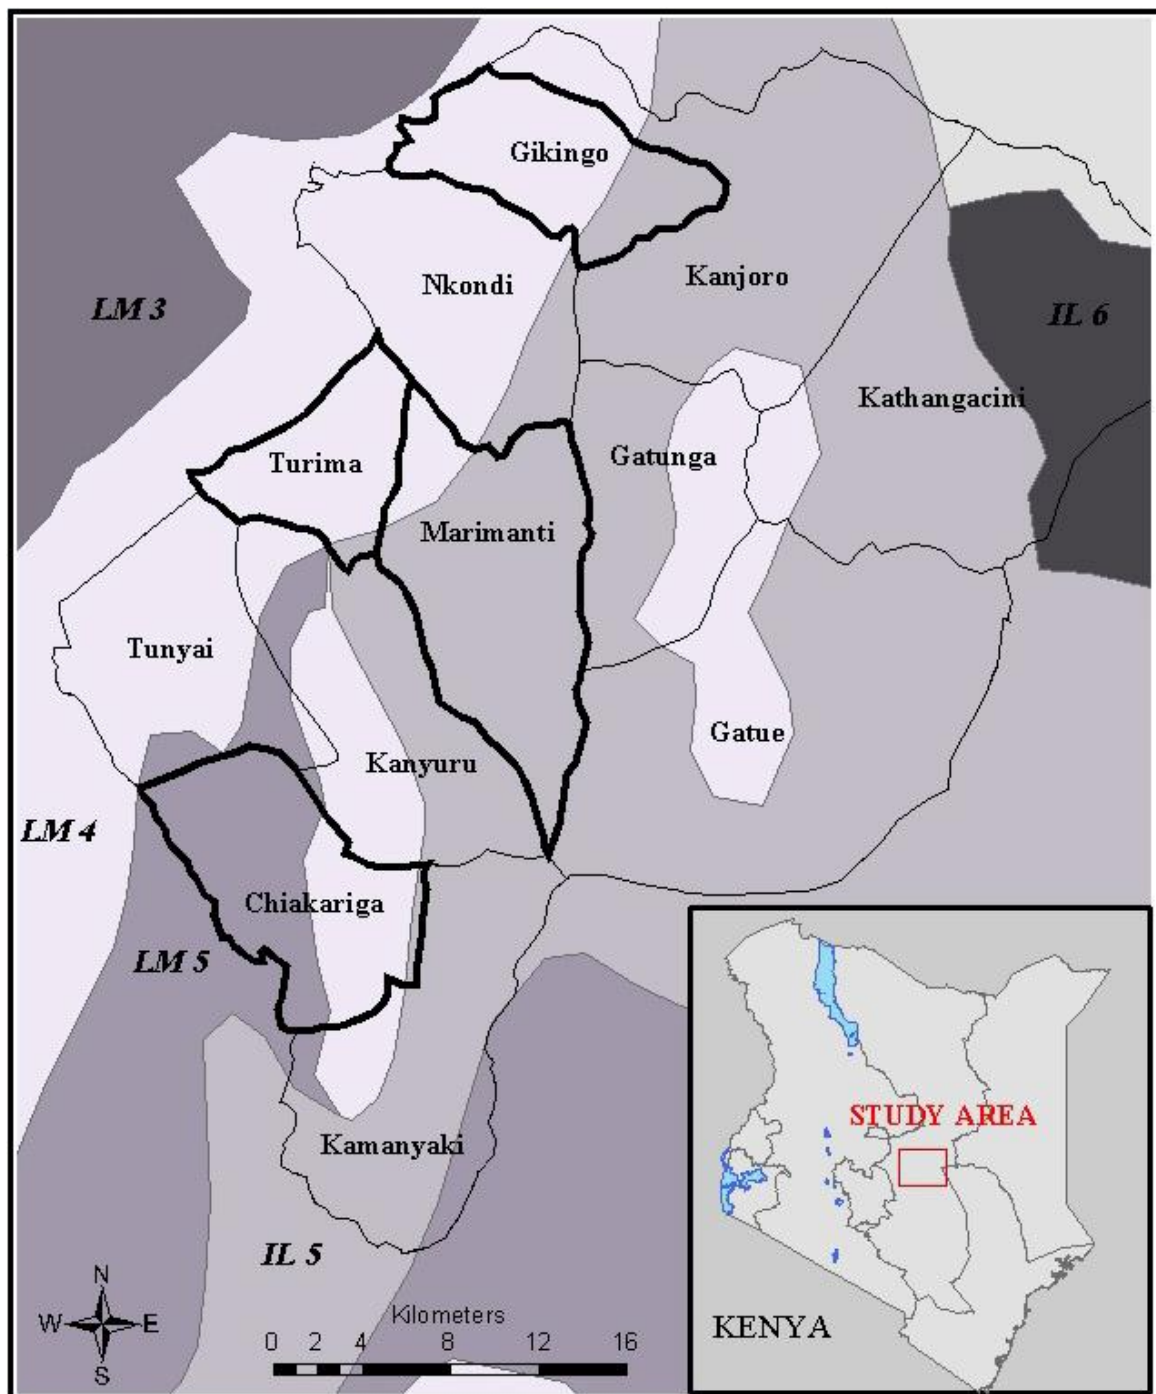 Gikingo
Nkondi
Kanjoro
LM 3
IL 6
Kathangacini
Turima
Gatunga
Marimanti
Tunyai
Gatue
Kanyuru
LM 4
Chiakariga
LM 5
STUDY AREA
Kamanyaki
IL 5
N
W
E
S
Kilometers
0 2 4 8 12 16
KENYA